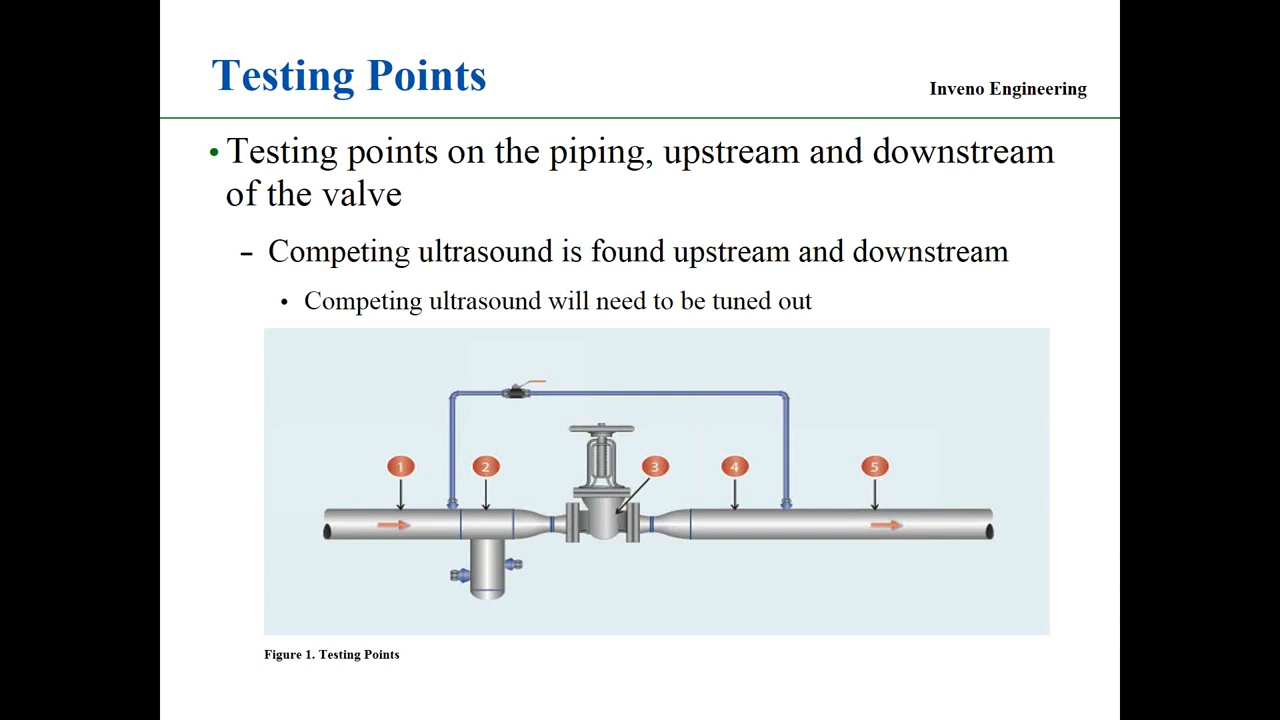 Testing Points
Inveno Engineering
• Testing points on the piping, upstream and downstream
of the valve
– Competing ultrasound is found upstream and downstream
• Competing ultrasound will need to be tuned out
1 2 3 4 5
Figure 1. Testing Points